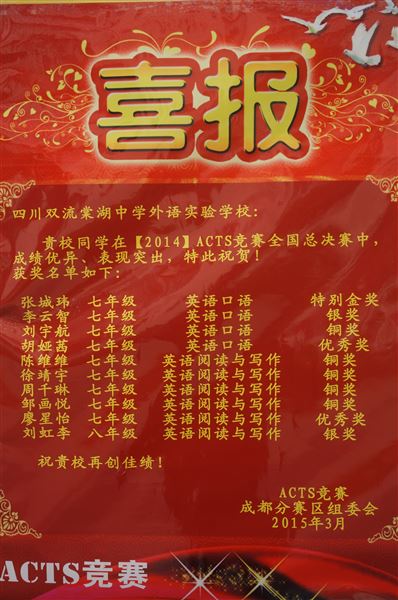 喜报
四川双流棠湖中学外语实验学校：
贵校同学在【2014】ACTS竞赛全国总决赛中，
成绩优异、表现突出，特此祝贺！
获奖名单如下：
张城玮 七年级 英语口语 特别金奖
李云智 七年级 英语口语 银奖
刘宇航 七年级 英语口语 铜奖
胡娅茜 七年级 英语口语 优秀奖
陈维维 七年级 英语阅读与写作 铜奖
徐靖宇 七年级 英语阅读与写作 铜奖
周千琳 七年级 英语阅读与写作 铜奖
邹画悦 七年级 英语阅读与写作 铜奖
廖星怡 七年级 英语阅读与写作 优秀奖
刘虹李 八年级 英语阅读与写作 银奖
祝贵校再创佳绩！
ACTS竞赛
成都分赛区组委会
2015年3月
ACTS竞赛